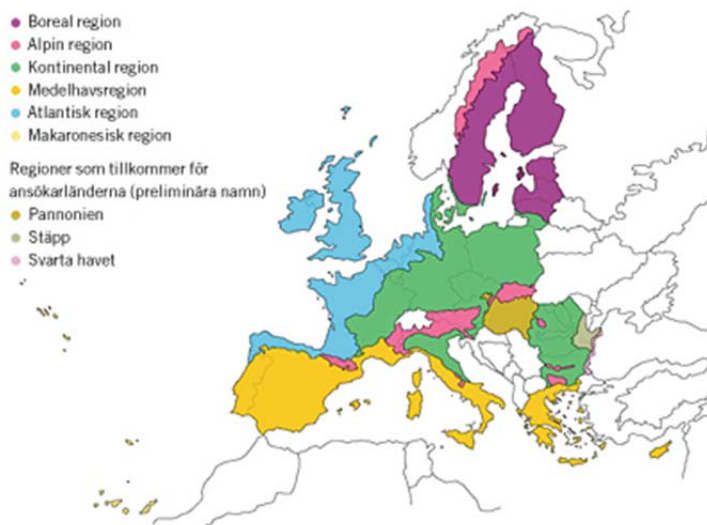 Boreal region
Alpin region
Kontinental region
Medelhavsregion
Atlantisk region
Makaronesisk region
Regioner som tillkommer för
ansökarländerna (preliminära namn)
Pannonien
Stäpp
Svarta havet